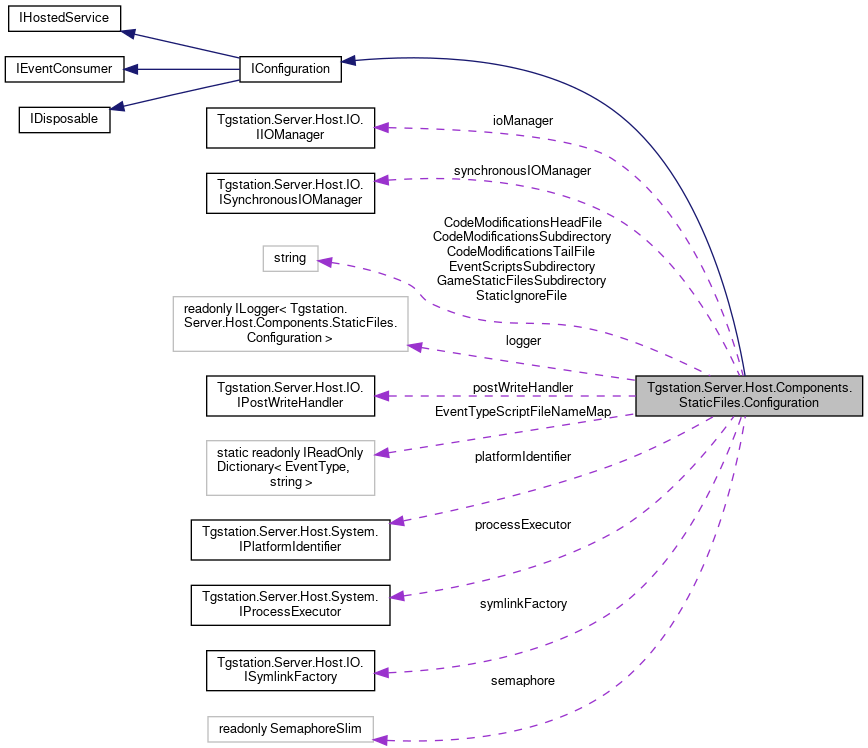 IHostedService
IEventConsumer
IConfiguration
IDisposable
Tgstation.Server.Host.IO.
IIOManager
ioManager
Tgstation.Server.Host.IO.
ISynchronousIOManager
synchronousIOManager
string
CodeModificationsHeadFile
CodeModificationsSubdirectory
CodeModificationsTailFile
EventScriptsSubdirectory
GameStaticFilesSubdirectory
StaticIgnoreFile
readonly ILogger< Tgstation.
Server.Host.Components.StaticFiles.
Configuration >
logger
Tgstation.Server.Host.IO.
IPostWriteHandler
postWriteHandler
Tgstation.Server.Host.Components.
StaticFiles.Configuration
EventTypeScriptFileNameMap
static readonly IReadOnly
Dictionary< EventType,
string >
platformIdentifier
Tgstation.Server.Host.System.
IPlatformIdentifier
processExecutor
Tgstation.Server.Host.System.
IProcessExecutor
symlinkFactory
Tgstation.Server.Host.IO.
ISymlinkFactory
semaphore
readonly SemaphoreSlim